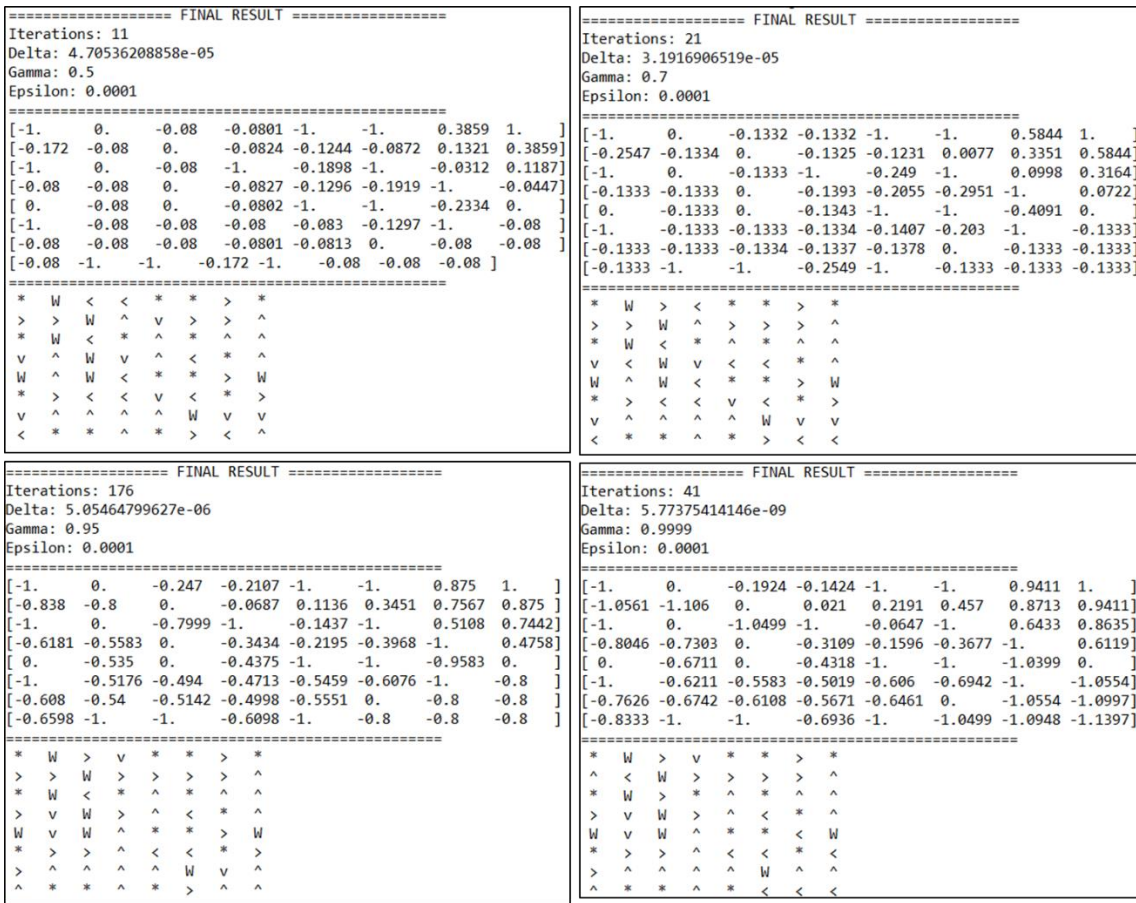 =================== FINAL RESULT ==================
Iterations: 11
Delta: 4.70536208858e-05
Gamma: 0.5
Epsilon: 0.0001
===================================================
[-1. 0. -0.08 -0.0801 -1. -1. 0.3859 1. ]
[-0.172 -0.08 0. -0.0824 -0.1244 -0.0872 0.1321 0.3859]
[-1. 0. -0.08 -1. -0.1898 -1. -0.0312 0.1187]
[-0.08 -0.08 0. -0.0827 -0.1296 -0.1919 -1. -0.0447]
[ 0. -0.08 0. -0.0802 -1. -1. -0.2334 0. ]
[-1. -0.08 -0.08 -0.08 -0.083 -0.1297 -1. -0.08 ]
[-0.08 -0.08 -0.08 -0.0801 -0.0813 0. -0.08 -0.08 ]
[-0.08 -1. -1. -0.172 -1. -0.08 -0.08 -0.08 ]
===================================================
* W < < * * > *
> > W ^ v > > ^
* W < * ^ * ^ ^
v ^ W v ^ < * ^
W ^ W < * * > W
* > < < v < * >
v ^ ^ ^ ^ W v v
< * * ^ * > < ^
=================== FINAL RESULT ==================
Iterations: 21
Delta: 3.1916906519e-05
Gamma: 0.7
Epsilon: 0.0001
===================================================
[-1. 0. -0.1332 -0.1332 -1. -1. 0.5844 1. ]
[-0.2547 -0.1334 0. -0.1325 -0.1231 0.0077 0.3351 0.5844]
[-1. 0. -0.1333 -1. -0.249 -1. 0.0998 0.3164]
[-0.1333 -0.1333 0. -0.1393 -0.2055 -0.2951 -1. 0.0722]
[ 0. -0.1333 0. -0.1343 -1. -1. -0.4091 0. ]
[-1. -0.1333 -0.1333 -0.1334 -0.1407 -0.203 -1. -0.1333]
[-0.1333 -0.1333 -0.1334 -0.1337 -0.1378 0. -0.1333 -0.1333]
[-0.1333 -1. -1. -0.2549 -1. -0.1333 -0.1333 -0.1333]
===================================================
* W > < * * > *
> > W ^ > > > ^
* W < * ^ * ^ ^
v < W v < < * ^
W ^ W < * * > W
* > < < v < * >
v ^ ^ ^ ^ W v v
< * * ^ * > < <
=================== FINAL RESULT ==================
Iterations: 176
Delta: 5.05464799627e-06
Gamma: 0.95
Epsilon: 0.0001
===================================================
[-1. 0. -0.247 -0.2107 -1. -1. 0.875 1. ]
[-0.838 -0.8 0. -0.0687 0.1136 0.3451 0.7567 0.875 ]
[-1. 0. -0.7999 -1. -0.1437 -1. 0.5108 0.7442]
[-0.6181 -0.5583 0. -0.3434 -0.2195 -0.3968 -1. 0.4758]
[ 0. -0.535 0. -0.4375 -1. -1. -0.9583 0. ]
[-1. -0.5176 -0.494 -0.4713 -0.5459 -0.6076 -1. -0.8 ]
[-0.608 -0.54 -0.5142 -0.4998 -0.5551 0. -0.8 -0.8 ]
[-0.6598 -1. -1. -0.6098 -1. -0.8 -0.8 -0.8 ]
===================================================
* W > v * * > *
> > W > > > > ^
* W < * ^ * ^ ^
> v W > ^ < * ^
W v W ^ * * > W
* > > ^ < < * >
> ^ ^ ^ ^ W v ^
^ * * ^ * > ^ ^
=================== FINAL RESULT ==================
Iterations: 41
Delta: 5.77375414146e-09
Gamma: 0.9999
Epsilon: 0.0001
===================================================
[-1. 0. -0.1924 -0.1424 -1. -1. 0.9411 1. ]
[-1.0561 -1.106 0. 0.021 0.2191 0.457 0.8713 0.9411]
[-1. 0. -1.0499 -1. -0.0647 -1. 0.6433 0.8635]
[-0.8046 -0.7303 0. -0.3109 -0.1596 -0.3677 -1. 0.6119]
[ 0. -0.6711 0. -0.4318 -1. -1. -1.0399 0. ]
[-1. -0.6211 -0.5583 -0.5019 -0.606 -0.6942 -1. -1.0554]
[-0.7626 -0.6742 -0.6108 -0.5671 -0.6461 0. -1.0554 -1.0997]
[-0.8333 -1. -1. -0.6936 -1. -1.0499 -1.0948 -1.1397]
===================================================
* W > v * * > *
^ < W > > > > ^
* W > * ^ * ^ ^
> v W > ^ < * ^
W v W ^ * * < W
* > > ^ < < * <
> ^ ^ ^ ^ W ^ ^
^ * * ^ * < < <